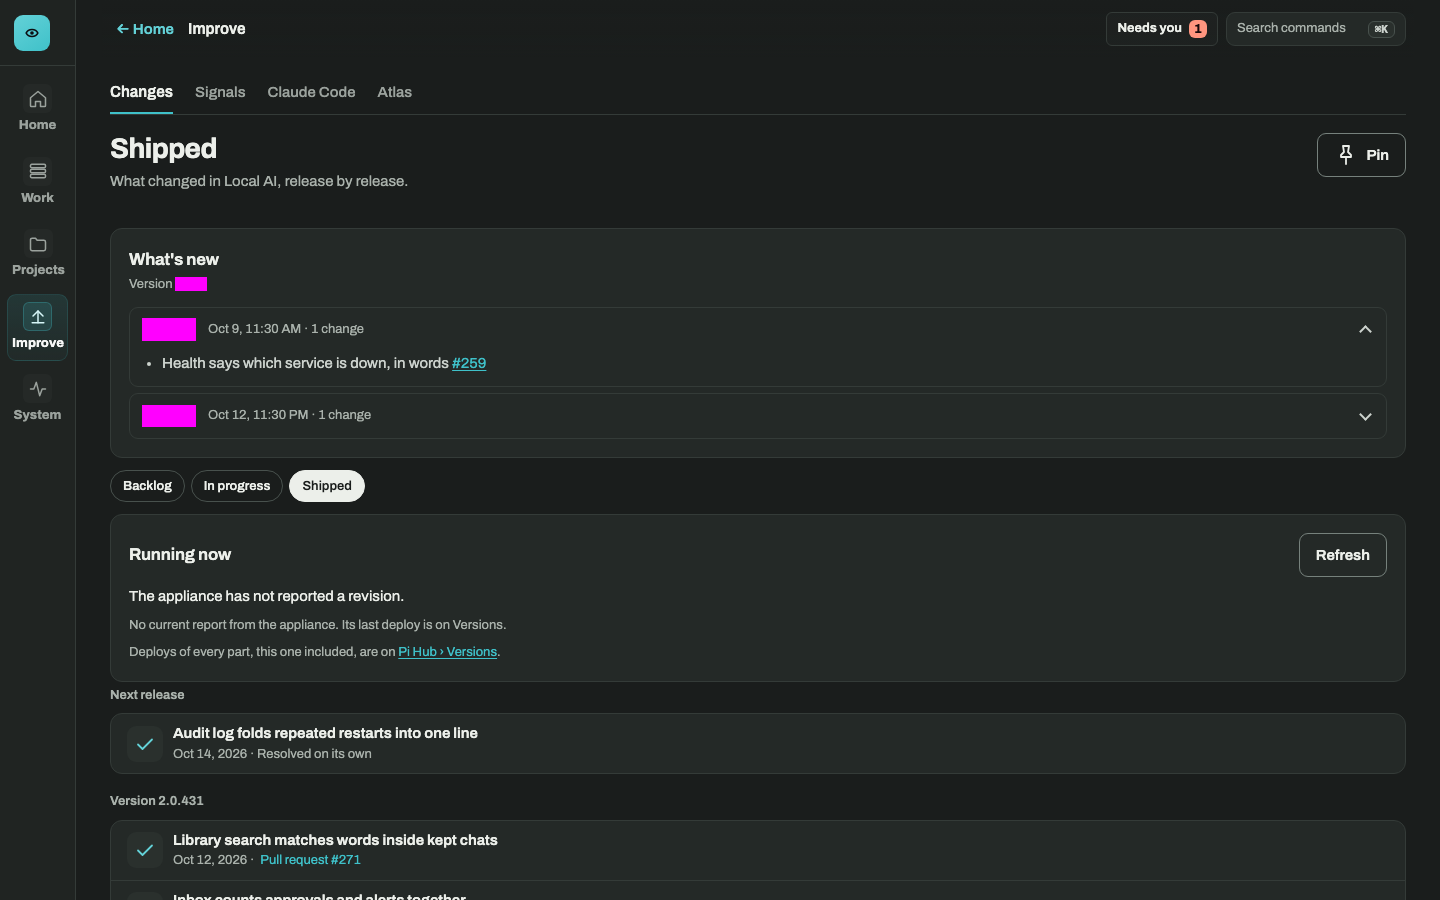 ← Home Improve
Needs you 1
Search commands ⌘K
Home
Work
Projects
Improve
System
Changes Signals Claude Code Atlas
Shipped
What changed in Local AI, release by release.
Pin
What's new
Version
Oct 9, 11:30 AM · 1 change
• Health says which service is down, in words #259
Oct 12, 11:30 PM · 1 change
Backlog In progress Shipped
Running now
Refresh
The appliance has not reported a revision.
No current report from the appliance. Its last deploy is on Versions.
Deploys of every part, this one included, are on Pi Hub › Versions.
Next release
Audit log folds repeated restarts into one line
Oct 14, 2026 · Resolved on its own
Version 2.0.431
Library search matches words inside kept chats
Oct 12, 2026 · Pull request #271
Inbox counts approvals and alerts together